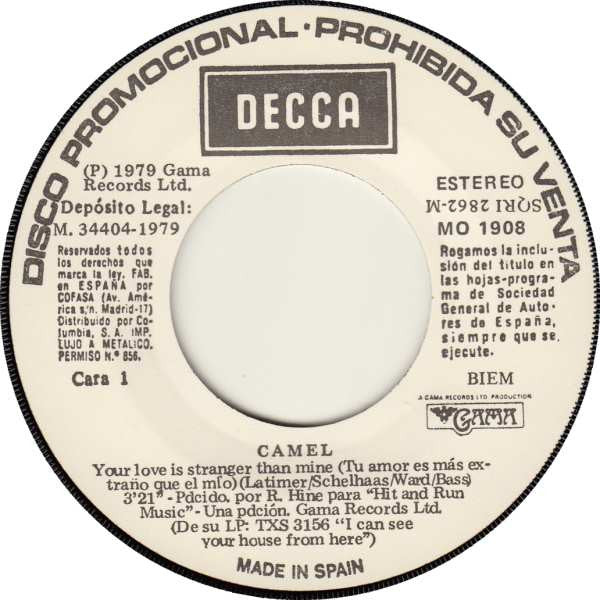 DISCO PROMOCIONAL · PROHIBIDA SU VENTA
DECCA
(P) 1979 Gama
Records Ltd.
Depósito Legal:
M. 34404-1979
Reservados todos
los derechos que
marca la ley. FAB.
en ESPAÑA por
COFASA (Av. Amé-
rica s/n. Madrid-17)
Distribuido por Co-
lumbia, S. A. IMP.
LUJO A METALICO.
PERMISO N.º 856.
Cara 1
ESTEREO
SQRI 2862-M
MO 1908
Rogamos la inclu-
sión del título en
las hojas-progra-
ma de Sociedad
General de Auto-
res de España,
siempre que se
ejecute.
BIEM
A GAMA RECORDS LTD PRODUCTION
GAMA
CAMEL
Your love is stranger than mine (Tu amor es más ex-
traño que el mío)(Latimer/Schelhaas/Ward/Bass)
3'21" - Pdcido. por R. Hine para "Hit and Run
Music" - Una pdción. Gama Records Ltd.
(De su LP: TXS 3156 "I can see
your house from here")
MADE IN SPAIN